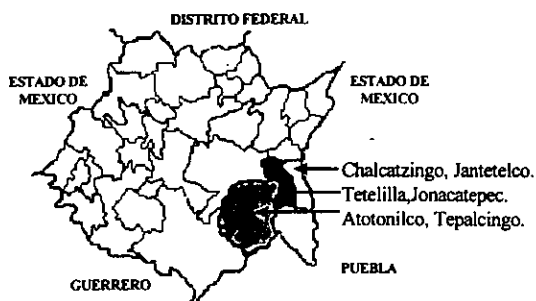 DISTRITO FEDERAL
ESTADO DE
MEXICO
ESTADO DE
MEXICO
Chalcatzingo, Jantetelco.
Tetelilla,Jonacatepec.
Atotonilco, Tepalcingo.
GUERRERO
PUEBLA